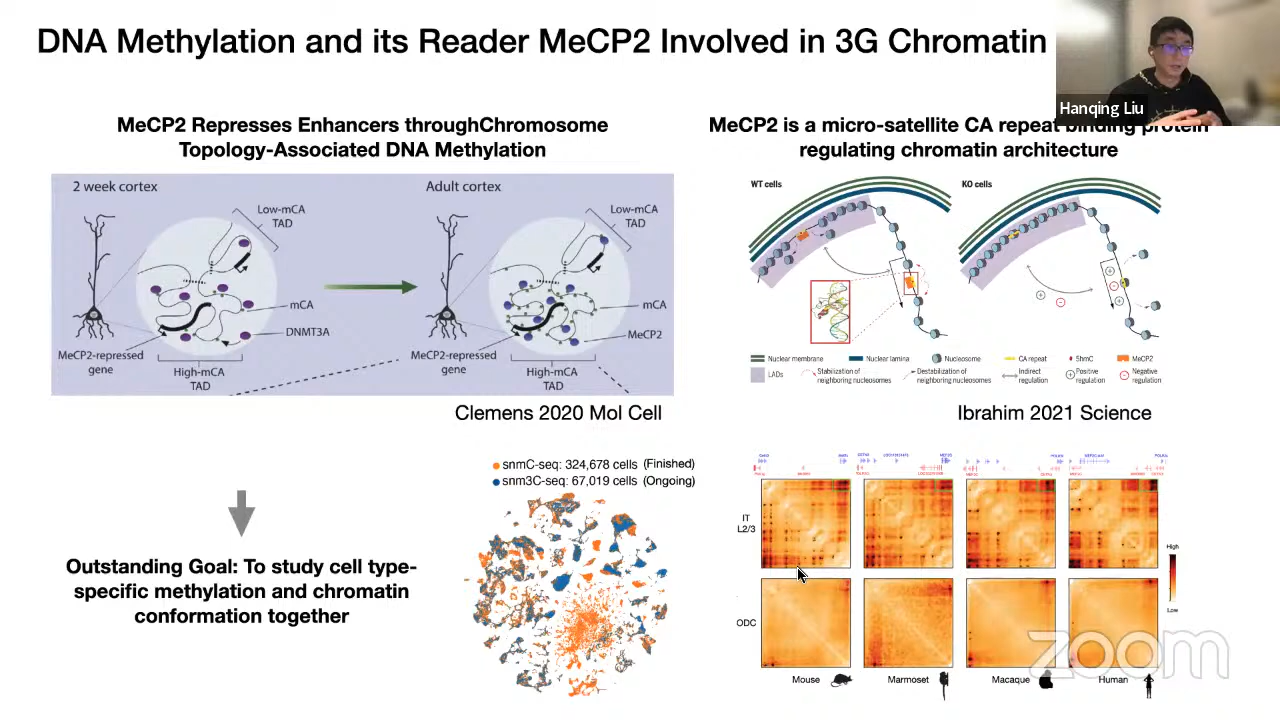 DNA Methylation and its Reader MeCP2 Involved in 3G Chromatin
Hanqing Liu
MeCP2 Represses Enhancers throughChromosome
Topology-Associated DNA Methylation
2 week cortex
Low-mCA
TAD
mCA
DNMT3A
MeCP2-repressed
gene
High-mCA
TAD
Adult cortex
Low-mCA
TAD
mCA
MeCP2
MeCP2-repressed
gene
High-mCA
TAD
Clemens 2020 Mol Cell
MeCP2 is a micro-satellite CA repeat binding protein
regulating chromatin architecture
WT cells
KO cells
Nuclear membrane
Nuclear lamina
Nucleosome
CA repeat
5hmC
MeCP2
LADs
Stabilization of
neighboring nucleosomes
Destabilization of
neighboring nucleosomes
Indirect
regulation
Positive
regulation
Negative
regulation
Ibrahim 2021 Science
Outstanding Goal: To study cell type-
specific methylation and chromatin
conformation together
snmC-seq: 324,678 cells (Finished)
snm3C-seq: 67,019 cells (Ongoing)
IT
L2/3
ODC
High
Low
Mouse
Marmoset
Macaque
Human
zoom